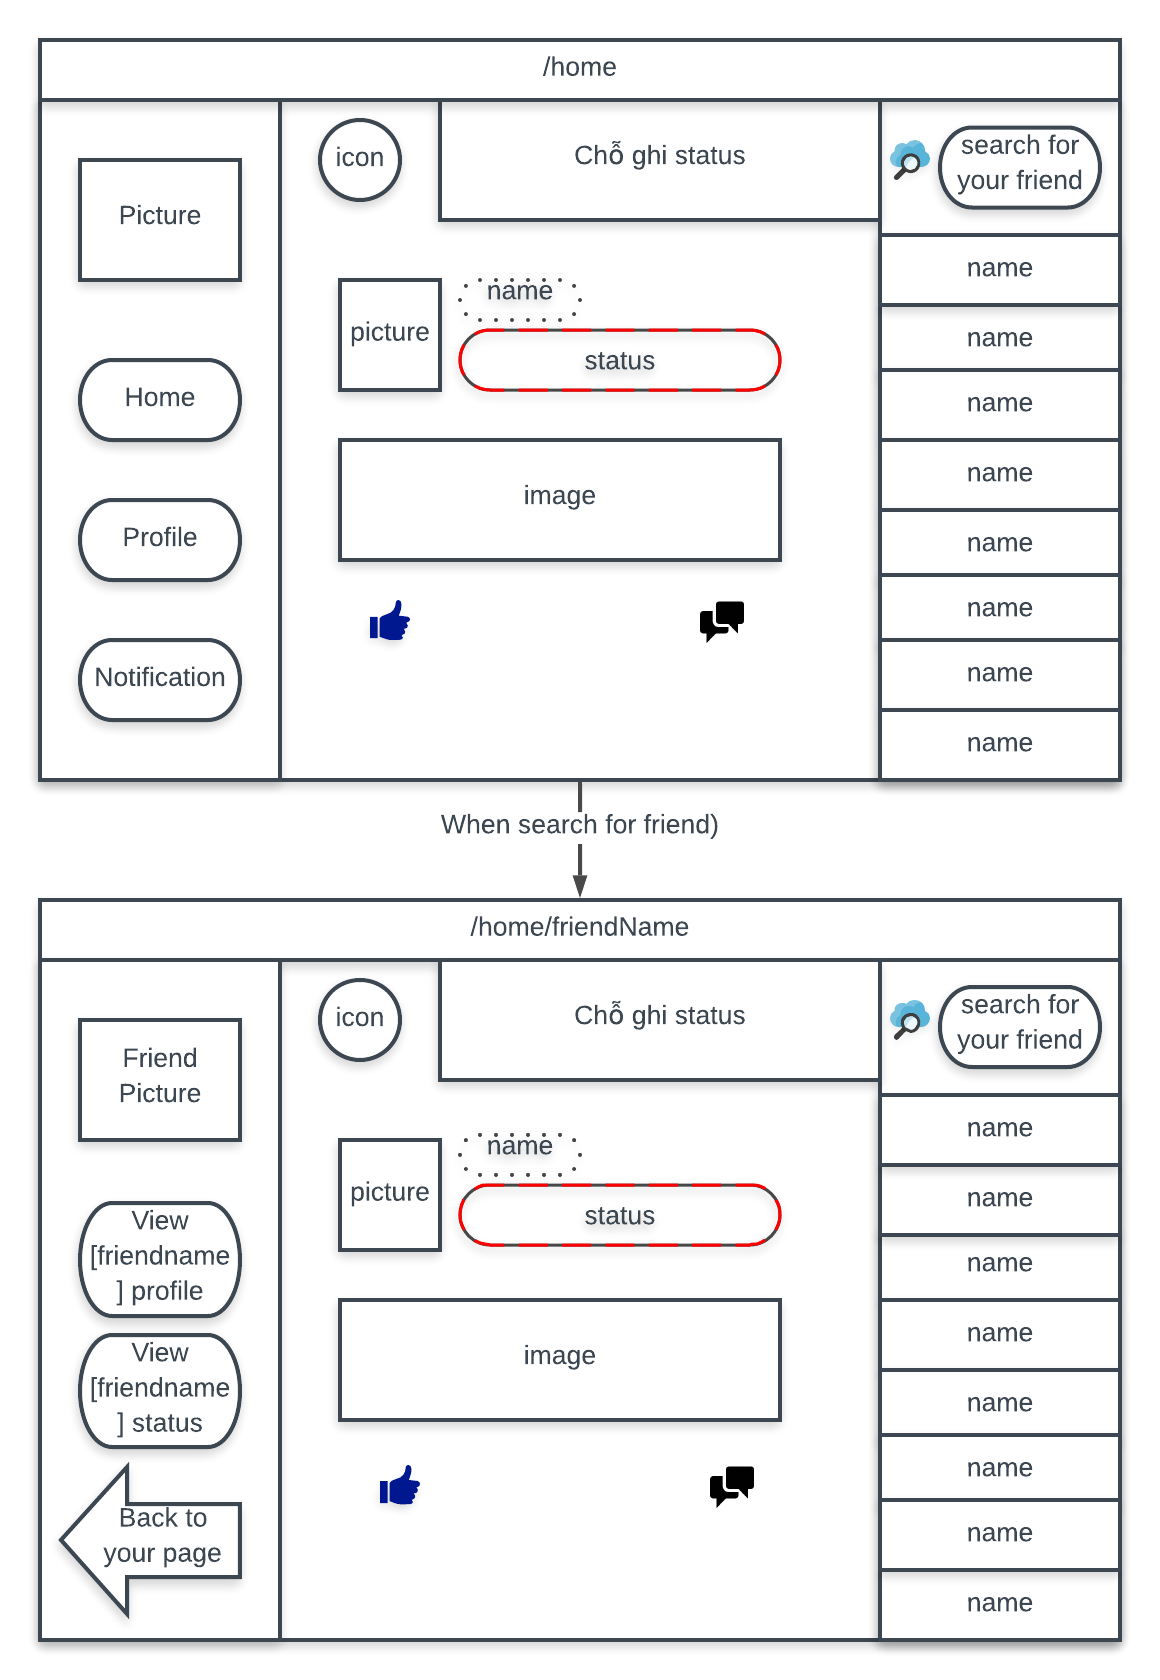 /home
Picture
Home
Profile
Notification
icon
Chỗ ghi status
picture
name
status
image
search for
your friend
name
name
name
name
name
name
name
name
When search for friend)
/home/friendName
Friend
Picture
View
[friendname
] profile
View
[friendname
] status
Back to
your page
icon
Chỗ ghi status
picture
name
status
image
search for
your friend
name
name
name
name
name
name
name
name